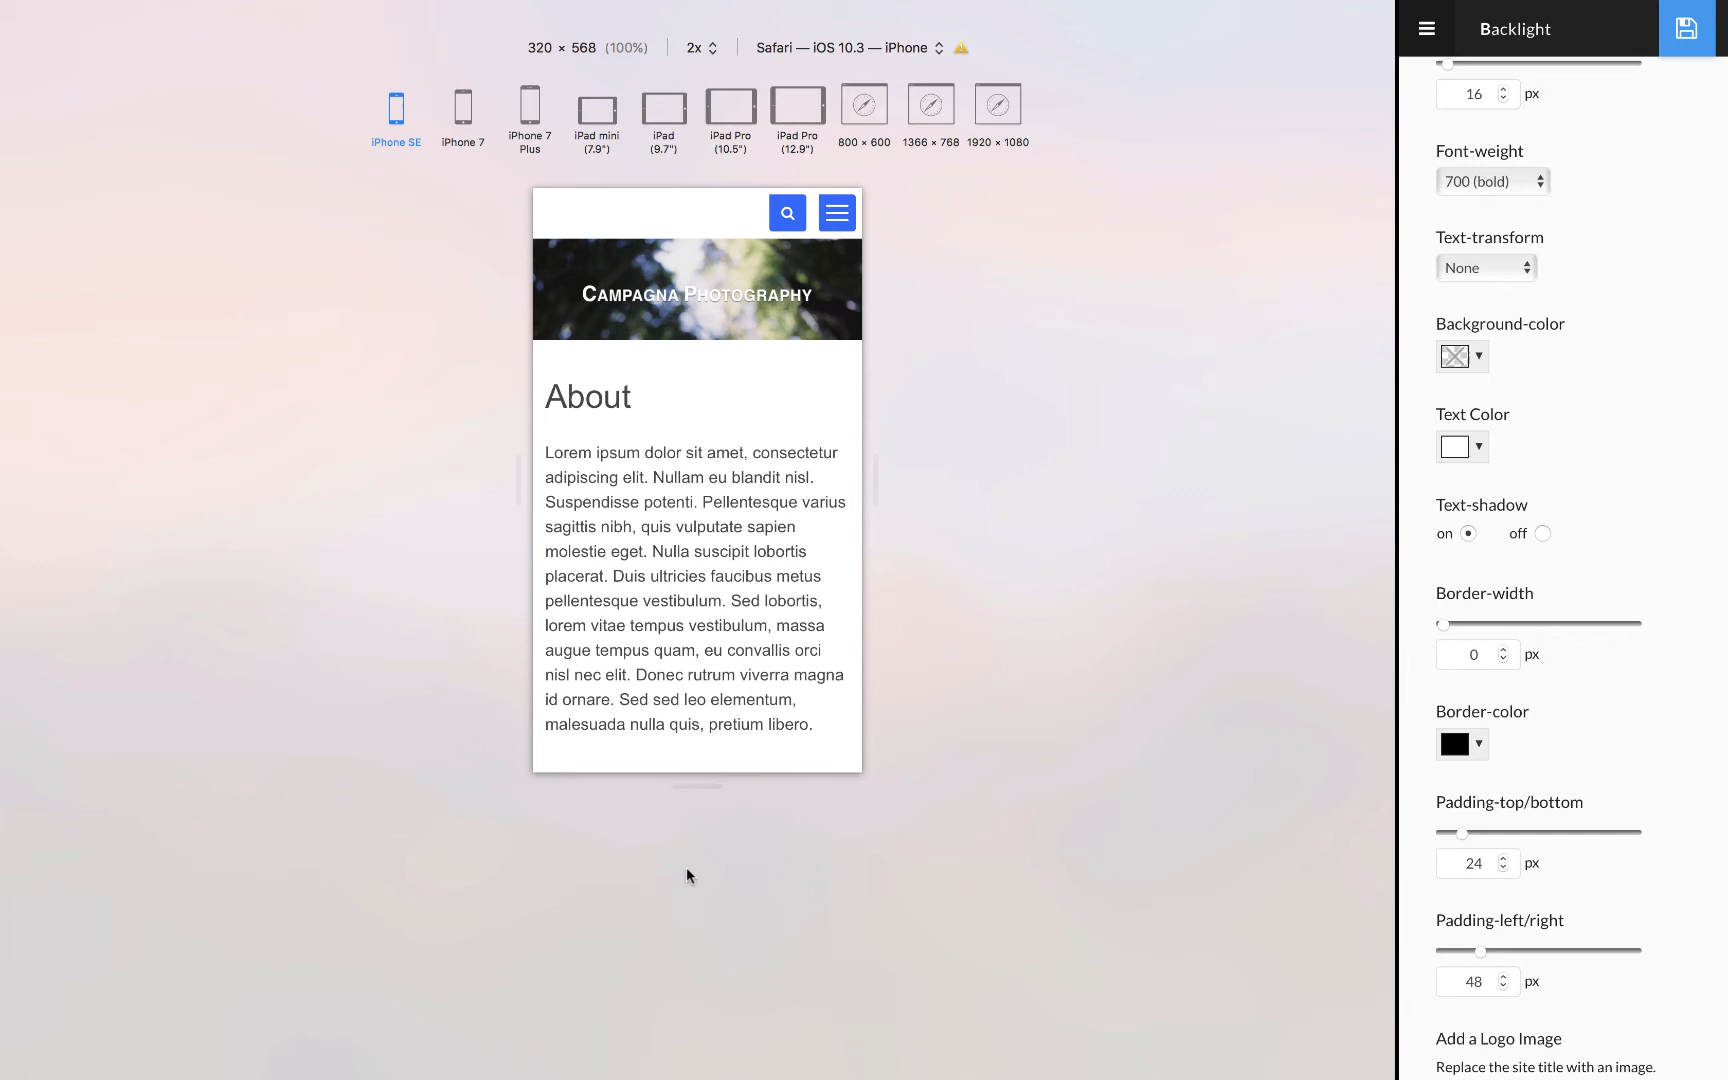 320 × 568 (100%)
2x
Safari — iOS 10.3 — iPhone
iPhone SE
iPhone 7
iPhone 7
Plus
iPad mini
(7.9")
iPad
(9.7")
iPad Pro
(10.5")
iPad Pro
(12.9")
800 × 600
1366 × 768
1920 × 1080
Campagna Photography
About
Lorem ipsum dolor sit amet, consectetur
adipiscing elit. Nullam eu blandit nisl.
Suspendisse potenti. Pellentesque varius
sagittis nibh, quis vulputate sapien
molestie eget. Nulla suscipit lobortis
placerat. Duis ultricies faucibus metus
pellentesque vestibulum. Sed lobortis,
lorem vitae tempus vestibulum, massa
augue tempus quam, eu convallis orci
nisl nec elit. Donec rutrum viverra magna
id ornare. Sed sed leo elementum,
malesuada nulla quis, pretium libero.
Backlight
16 px
Font-weight
700 (bold)
Text-transform
None
Background-color
Text Color
Text-shadow
on off
Border-width
0 px
Border-color
Padding-top/bottom
24 px
Padding-left/right
48 px
Add a Logo Image
Replace the site title with an image.